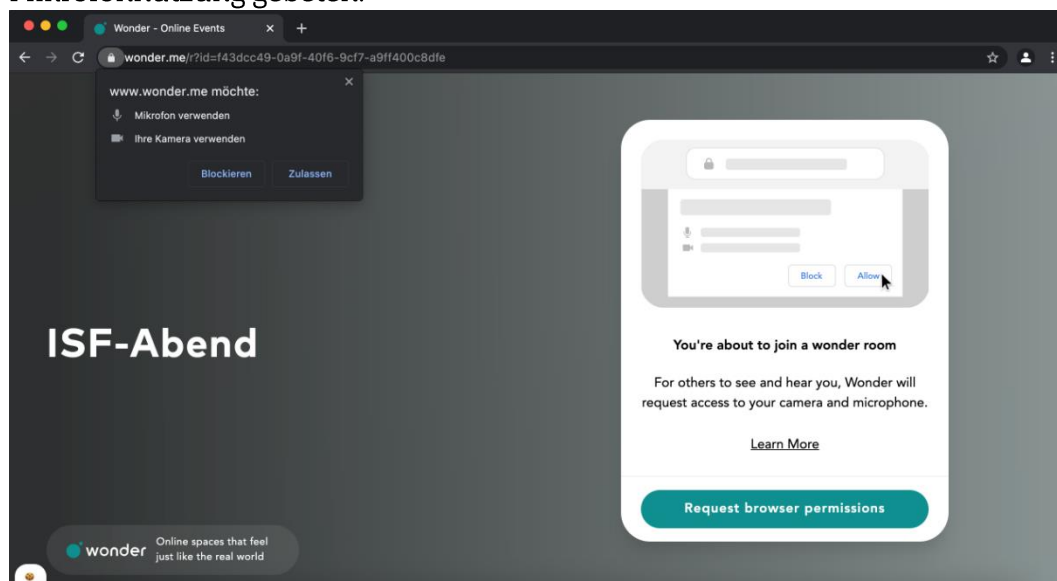 Wonder - Online Events
wonder.me/r?id=f43dcc49-0a9f-40f6-9cf7-a9ff400c8dfe
www.wonder.me möchte:
Mikrofon verwenden
Ihre Kamera verwenden
Blockieren Zulassen
Block Allow
ISF-Abend
You're about to join a wonder room
For others to see and hear you, Wonder will
request access to your camera and microphone.
Learn More
Request browser permissions
wonder
Online spaces that feel
just like the real world